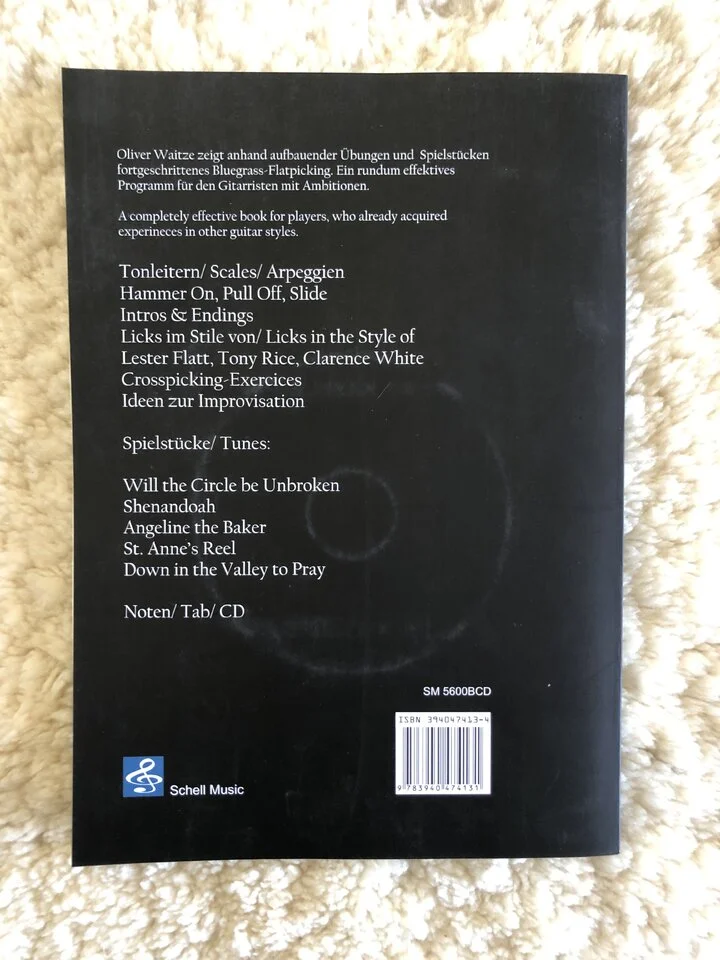 Oliver Waitze zeigt anhand aufbauender Übungen und Spielstücken
fortgeschrittenes Bluegrass-Flatpicking. Ein rundum effektives
Programm für den Gitarristen mit Ambitionen.
A completely effective book for players, who already acquired
experineces in other guitar styles.
Tonleitern/ Scales/ Arpeggien
Hammer On, Pull Off, Slide
Intros & Endings
Licks im Stile von/ Licks in the Style of
Lester Flatt, Tony Rice, Clarence White
Crosspicking-Exercices
Ideen zur Improvisation
Spielstücke/ Tunes:
Will the Circle be Unbroken
Shenandoah
Angeline the Baker
St. Anne's Reel
Down in the Valley to Pray
Noten/ Tab/ CD
SM 5600BCD
ISBN 394047413-4
9 783940 474131
Schell Music